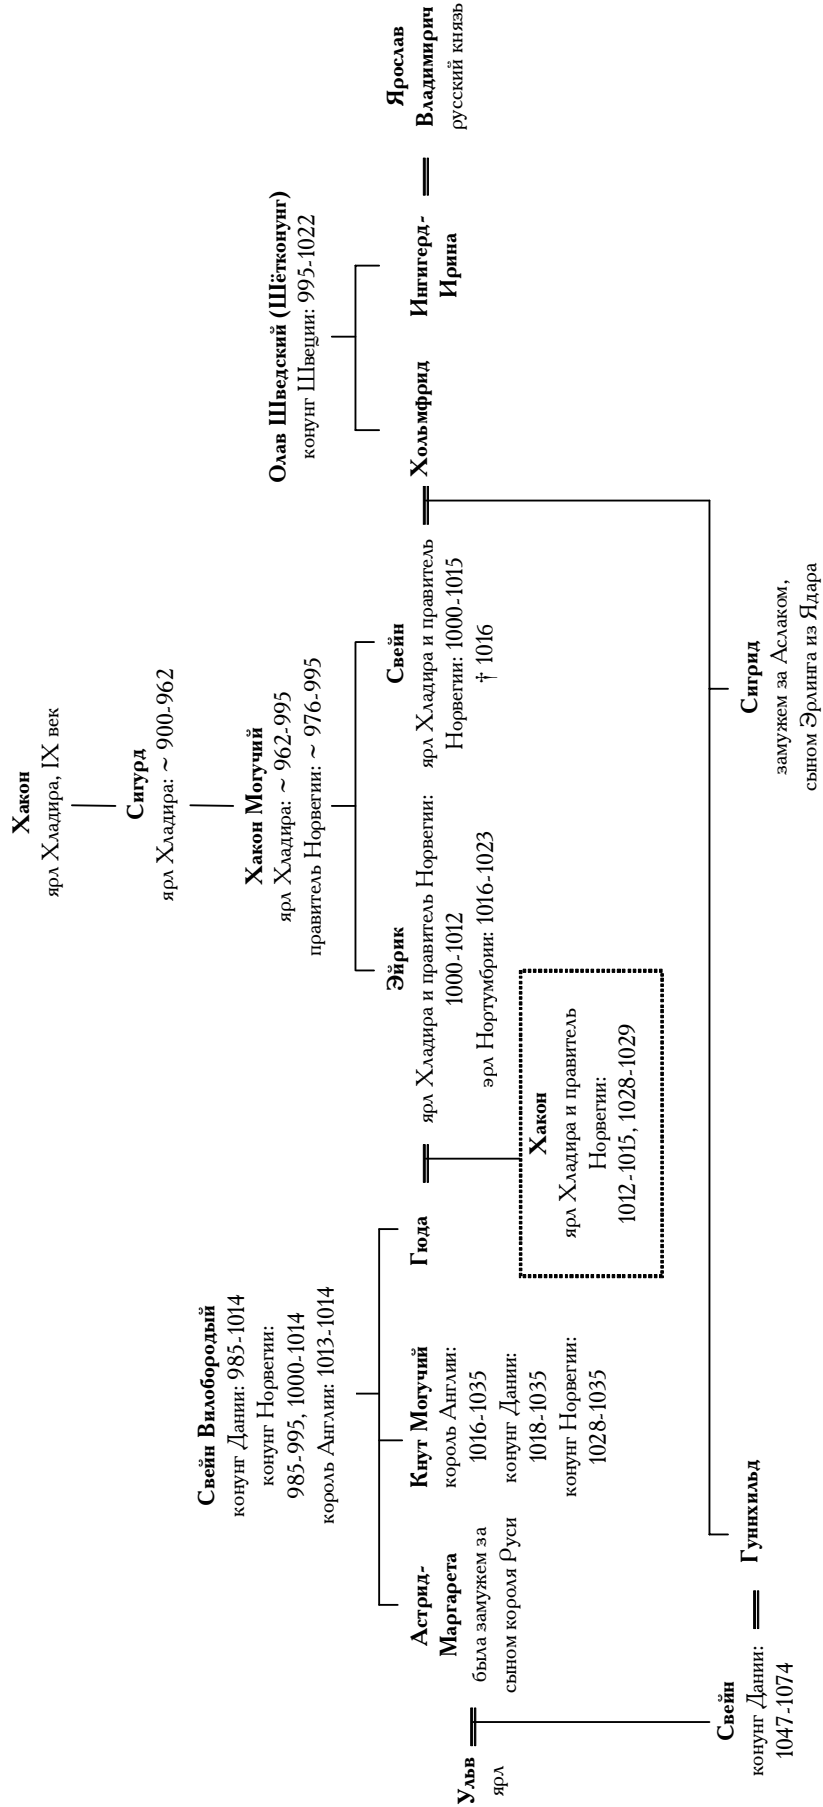 Хакон
ярл Хладира, IX век
Сигурд
ярл Хладира: ~ 900-962
Хакон Могучий
ярл Хладира: ~ 962-995
правитель Норвегии: ~ 976-995
Свейн Вилобородый
конунг Дании: 985-1014
конунг Норвегии:
985-995, 1000-1014
король Англии: 1013-1014
Олав Шведский (Шётконунг)
конунг Швеции: 995-1022
Ульв
ярл
Астрид-
Маргарета
была замужем за
сыном короля Руси
Кнут Могучий
король Англии:
1016-1035
конунг Дании:
1018-1035
конунг Норвегии:
1028-1035
Гюда
Эйрик
ярл Хладира и правитель Норвегии:
1000-1012
эрл Нортумбрии: 1016-1023
Свейн
ярл Хладира и правитель
Норвегии: 1000-1015
† 1016
Хольмфрид
Ингигерд-
Ирина
Ярослав
Владимирич
русский князь
Хакон
ярл Хладира и правитель
Норвегии:
1012-1015, 1028-1029
Свейн
конунг Дании:
1047-1074
Гуннхильд
Сигрид
замужем за Аслаком,
сыном Эрлинга из Ядара